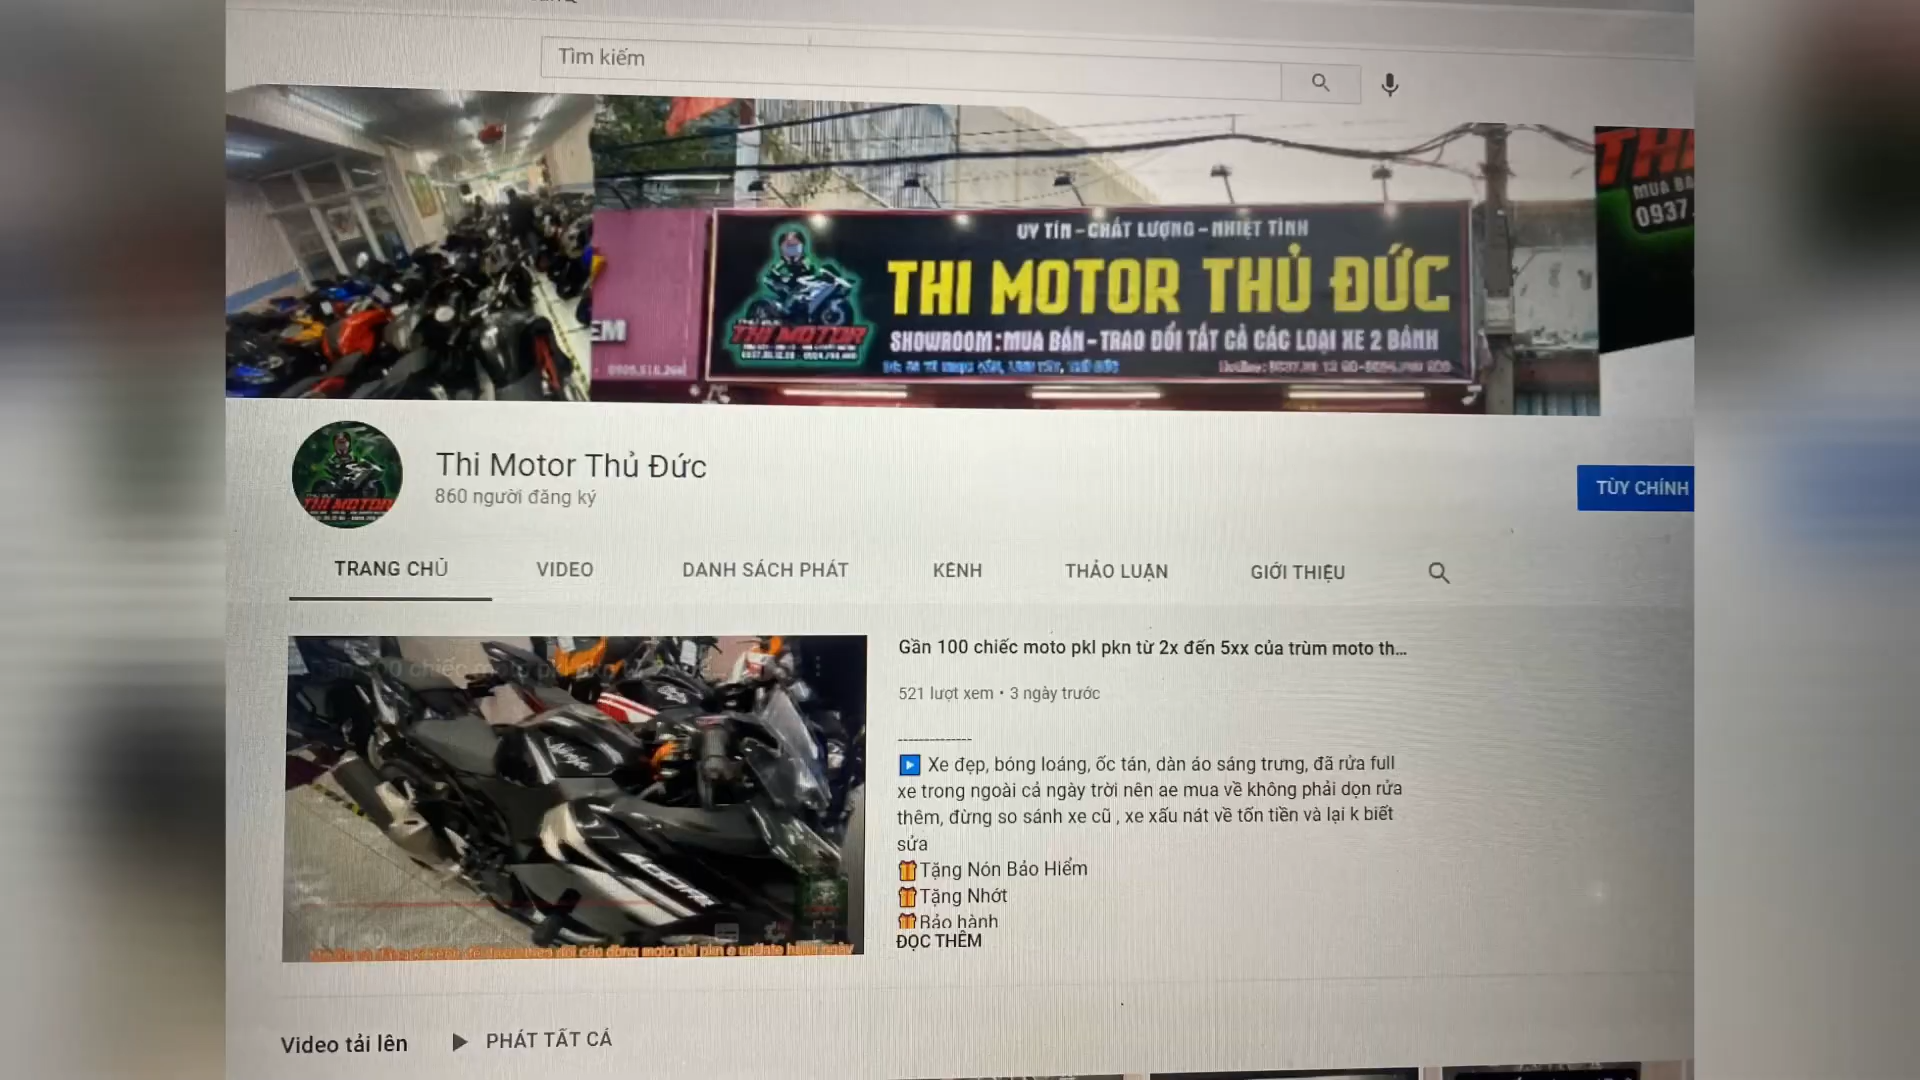 Tìm kiếm
UY TÍN - CHẤT LƯỢNG - NHIỆT TÌNH
THI MOTOR THỦ ĐỨC
SHOWROOM : MUA BÁN - TRAO ĐỔI TẤT CẢ CÁC LOẠI XE 2 BÁNH
THI MOTOR
MUA BÁ
0937.
Thi Motor Thủ Đức
860 người đăng ký
TÙY CHỈNH
TRANG CHỦ
VIDEO
DANH SÁCH PHÁT
KÊNH
THẢO LUẬN
GIỚI THIỆU
Gần 100 chiếc moto pkl pkn từ 2x đến 5xx của trùm moto th...
521 lượt xem • 3 ngày trước
--------------
Xe đẹp, bóng loáng, ốc tán, dàn áo sáng trưng, đã rửa full
xe trong ngoài cả ngày trời nên ae mua về không phải dọn rửa
thêm, đừng so sánh xe cũ , xe xấu nát về tốn tiền và lại k biết
sửa
Tặng Nón Bảo Hiểm
Tặng Nhớt
Bảo hành
ĐỌC THÊM
Ninja
Video tải lên
PHÁT TẤT CẢ